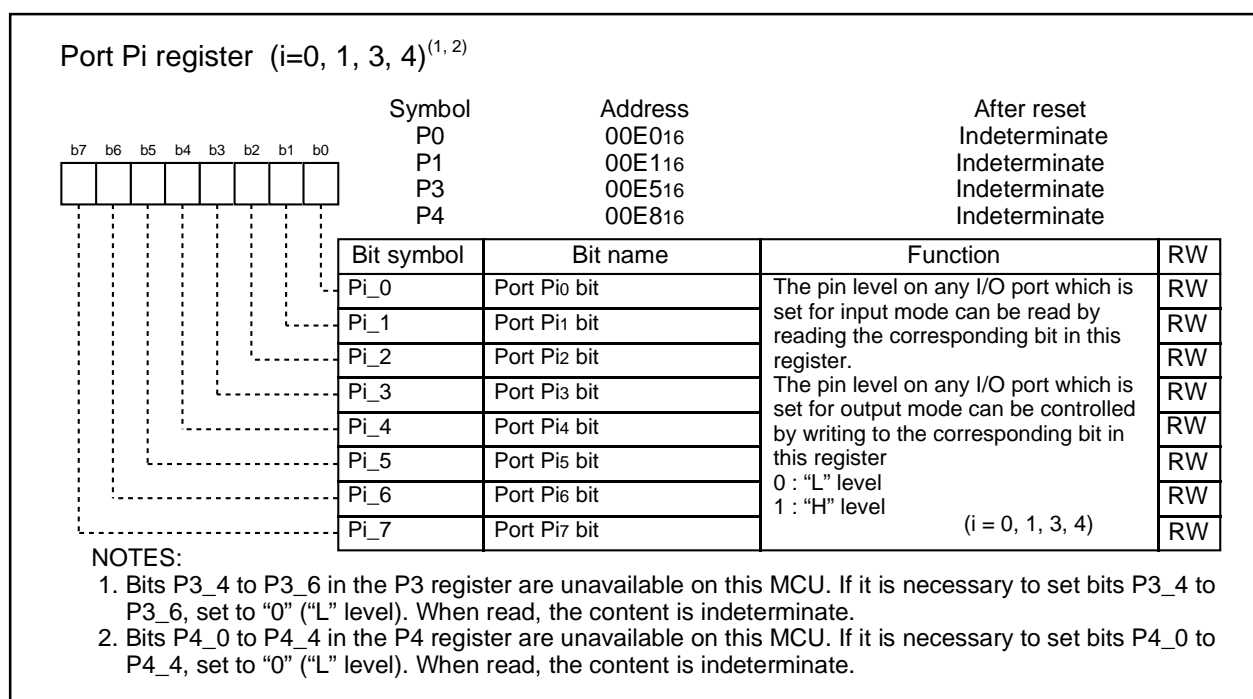 Port Pi register (i=0, 1, 3, 4)(1, 2)
Symbol Address After reset
P0 00E016 Indeterminate
P1 00E116 Indeterminate
P3 00E516 Indeterminate
P4 00E816 Indeterminate
b7 b6 b5 b4 b3 b2 b1 b0
Bit symbol Bit name Function RW
Pi_0 Port Pi0 bit RW
Pi_1 Port Pi1 bit RW
Pi_2 Port Pi2 bit RW
Pi_3 Port Pi3 bit RW
Pi_4 Port Pi4 bit RW
Pi_5 Port Pi5 bit RW
Pi_6 Port Pi6 bit RW
Pi_7 Port Pi7 bit RW
The pin level on any I/O port which is
set for input mode can be read by
reading the corresponding bit in this
register.
The pin level on any I/O port which is
set for output mode can be controlled
by writing to the corresponding bit in
this register
0 : “L” level
1 : “H” level
(i = 0, 1, 3, 4)
NOTES:
1. Bits P3_4 to P3_6 in the P3 register are unavailable on this MCU. If it is necessary to set bits P3_4 to
P3_6, set to “0” (“L” level). When read, the content is indeterminate.
2. Bits P4_0 to P4_4 in the P4 register are unavailable on this MCU. If it is necessary to set bits P4_0 to
P4_4, set to “0” (“L” level). When read, the content is indeterminate.